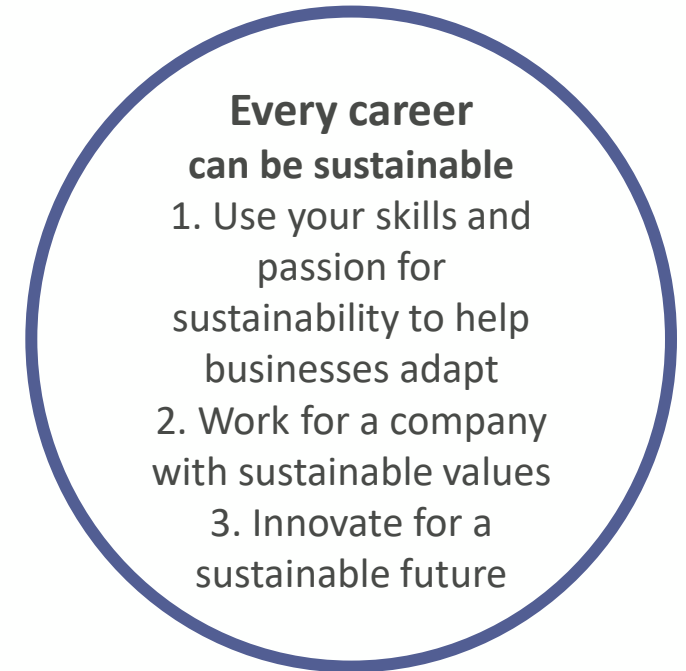 Every career
can be sustainable
1. Use your skills and
passion for
sustainability to help
businesses adapt
2. Work for a company
with sustainable values
3. Innovate for a
sustainable future